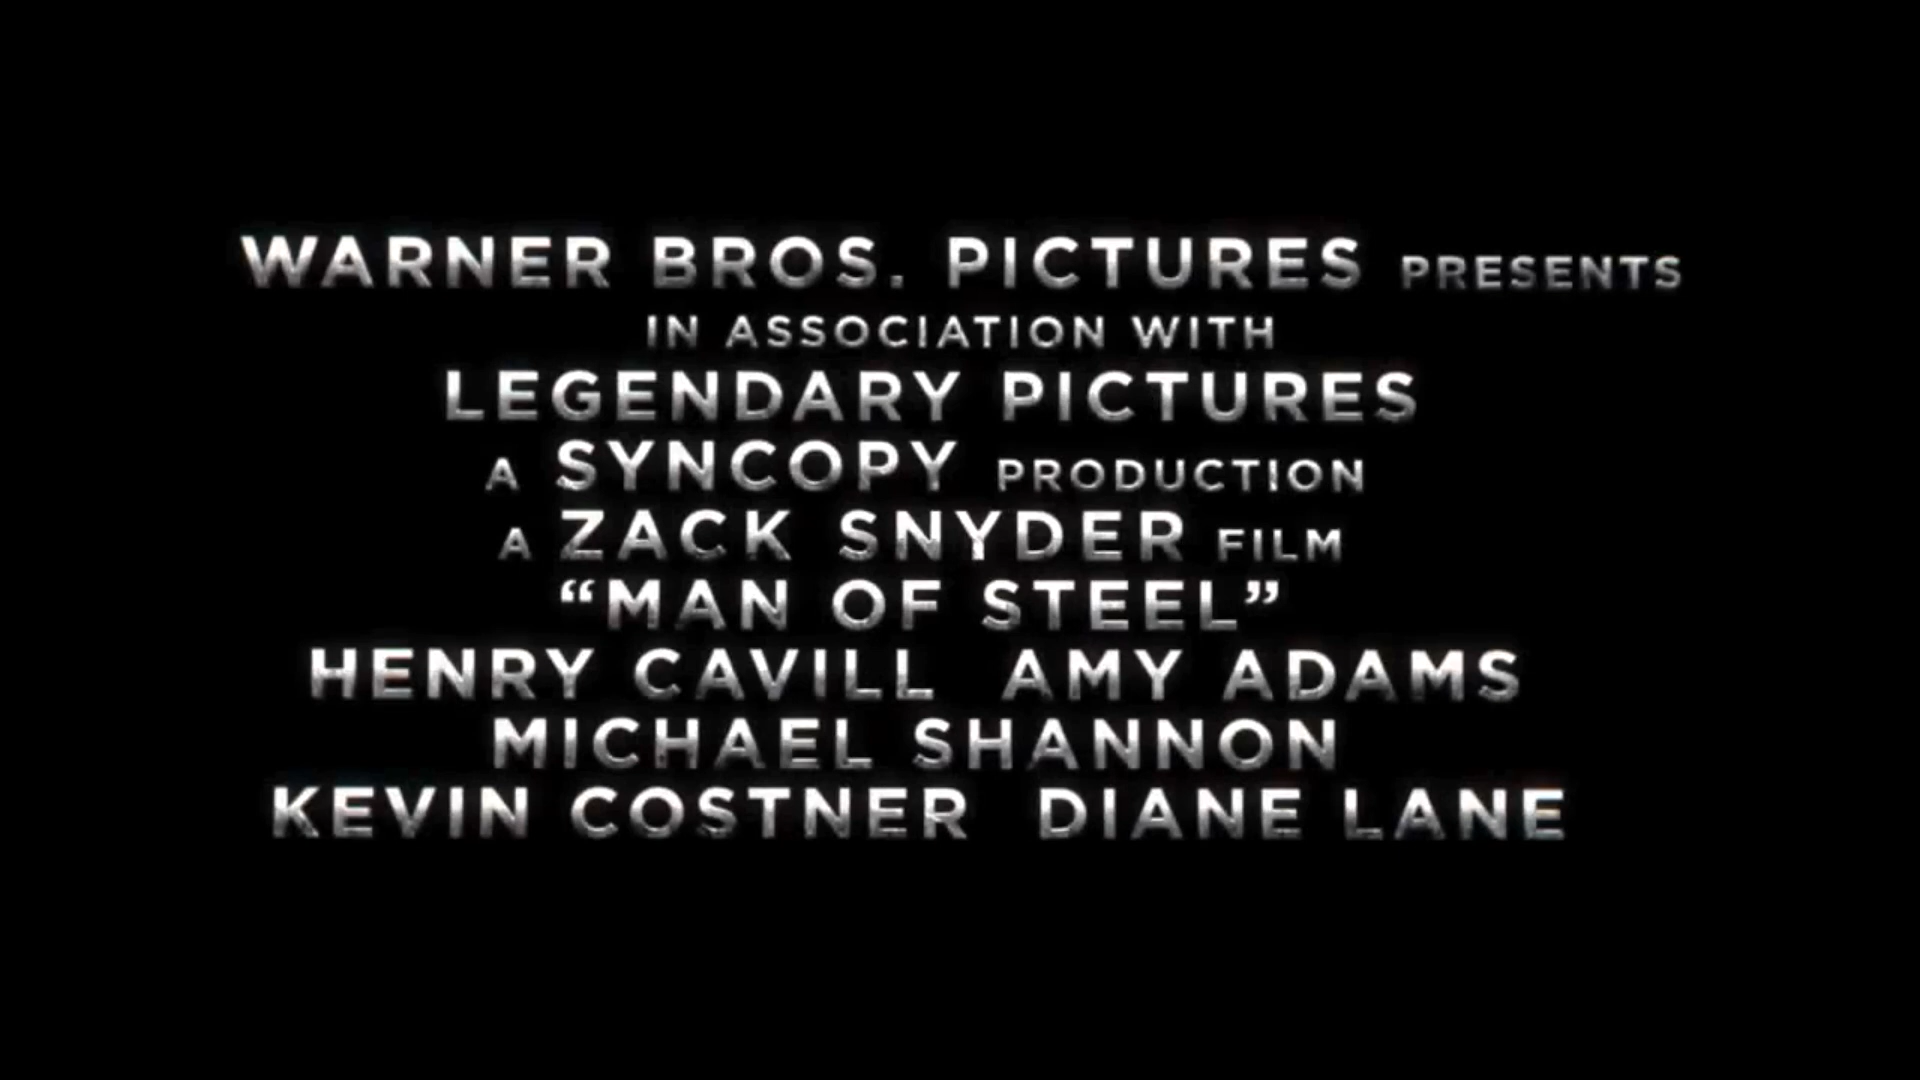 WARNER BROS. PICTURES PRESENTS
IN ASSOCIATION WITH
LEGENDARY PICTURES
A SYNCOPY PRODUCTION
A ZACK SNYDER FILM
“MAN OF STEEL”
HENRY CAVILL AMY ADAMS
MICHAEL SHANNON
KEVIN COSTNER DIANE LANE